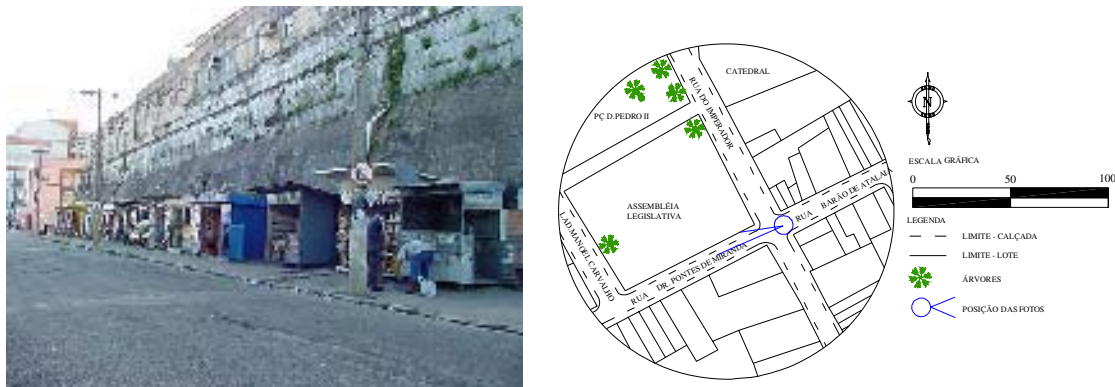 CATEDRAL
RUA DO IMPERADOR
PÇ D.PEDRO II
ASSEMBLÉIA
LEGISLATIVA
RUA BARÃO DE ATALAIA
LAD.MANOEL CARVALHO
RUA DR. PONTES DE MIRANDA
N
ESCALA GRÁFICA
0 50 100
LEGENDA
LIMITE - CALÇADA
LIMITE - LOTE
ÁRVORES
POSIÇÃO DAS FOTOS